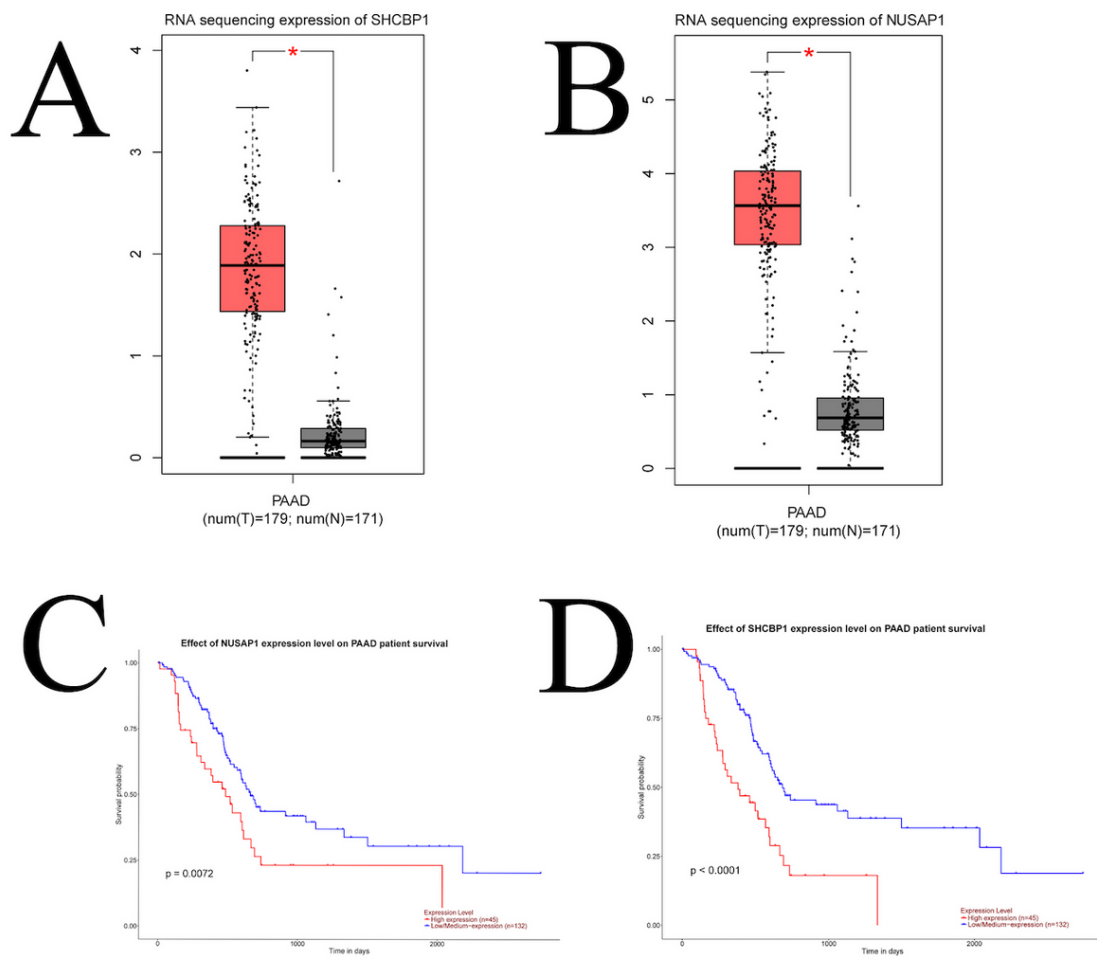 A
RNA sequencing expression of SHCBP1
4
3
2
1
0
*
PAAD
(num(T)=179; num(N)=171)
B
RNA sequencing expression of NUSAP1
5
4
3
2
1
0
*
PAAD
(num(T)=179; num(N)=171)
C
Effect of NUSAP1 expression level on PAAD patient survival
Survival probability
1.00
0.75
0.50
0.25
0.00
p = 0.0072
Expression Level
High expression (n=45)
Low/Medium-expression (n=132)
0 1000 2000
Time in days
D
Effect of SHCBP1 expression level on PAAD patient survival
Survival probability
1.00
0.75
0.50
0.25
0.00
p < 0.0001
Expression Level
High expression (n=45)
Low/Medium-expression (n=132)
0 1000 2000
Time in days